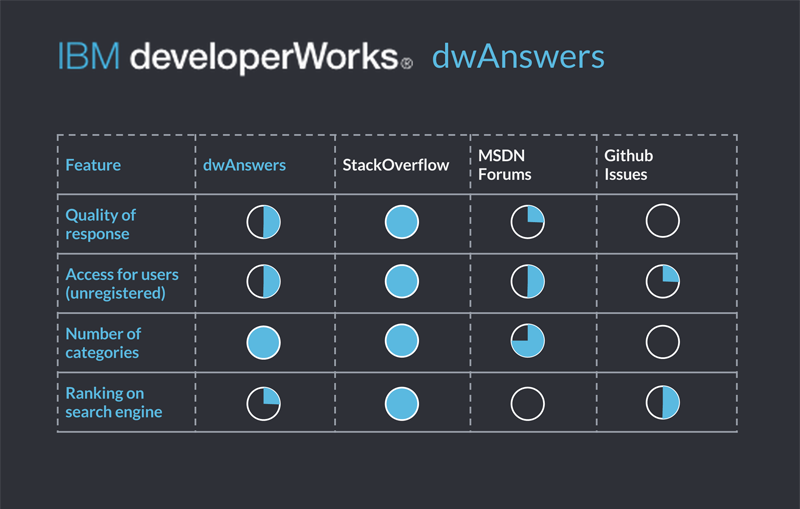 IBM developerWorks® dwAnswers
Feature
dwAnswers
StackOverflow
MSDN
Forums
Github
Issues
Quality of
response
Access for users
(unregistered)
Number of
categories
Ranking on
search engine